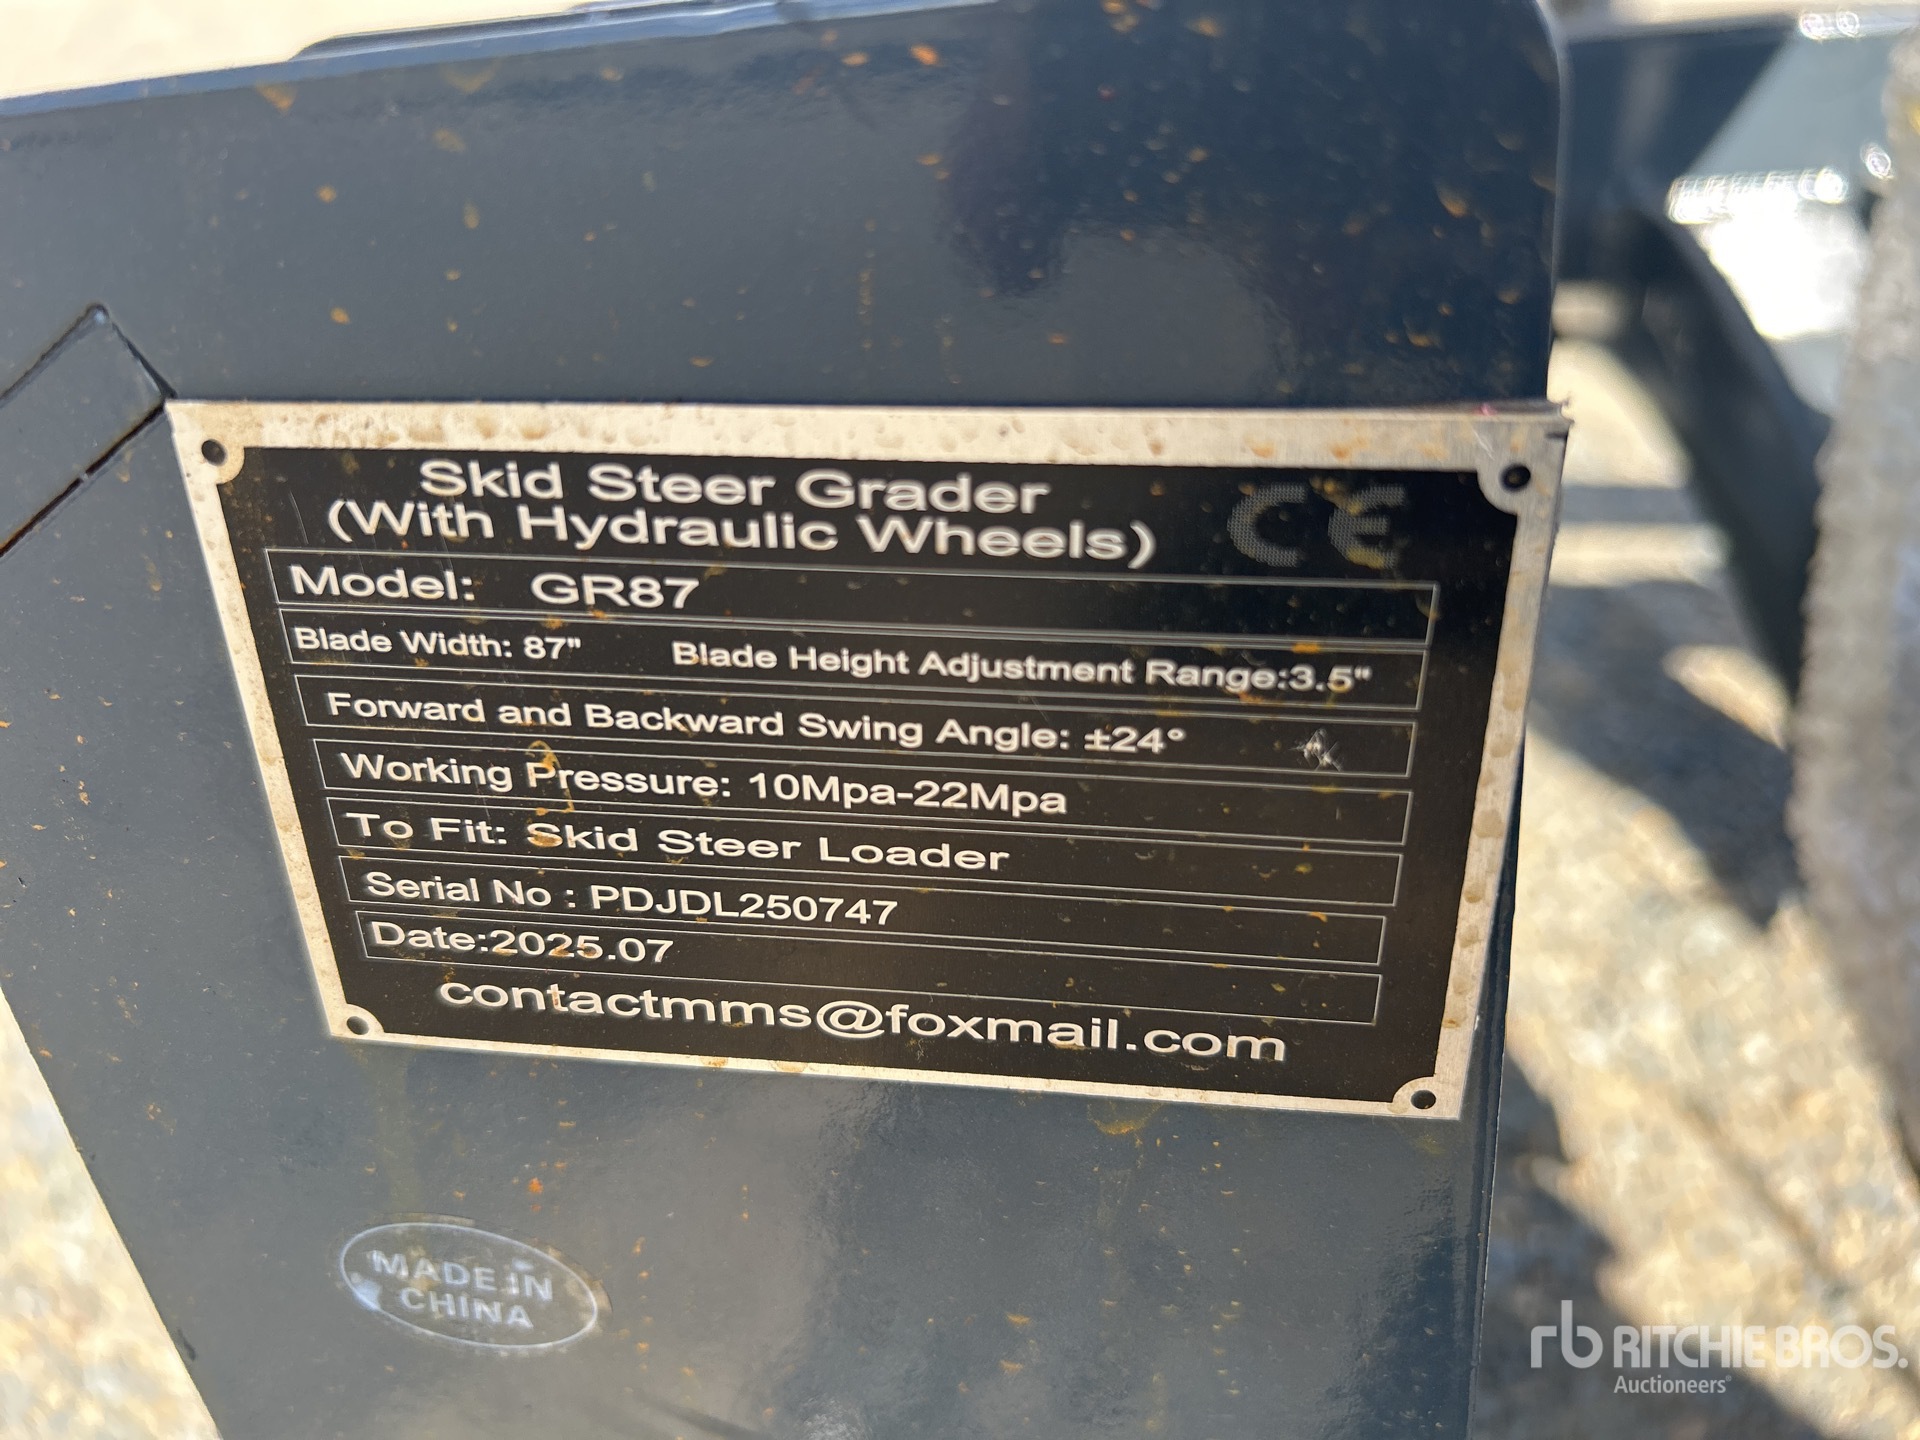 Skid Steer Grader
(With Hydraulic Wheels)
CE
Model: GR87
Blade Width: 87" Blade Height Adjustment Range:3.5"
Forward and Backward Swing Angle: ±24°
Working Pressure: 10Mpa-22Mpa
To Fit: Skid Steer Loader
Serial No : PDJDL250747
Date:2025.07
contactmms@foxmail.com
MADE IN
CHINA
rb RITCHIE BROS.
Auctioneers